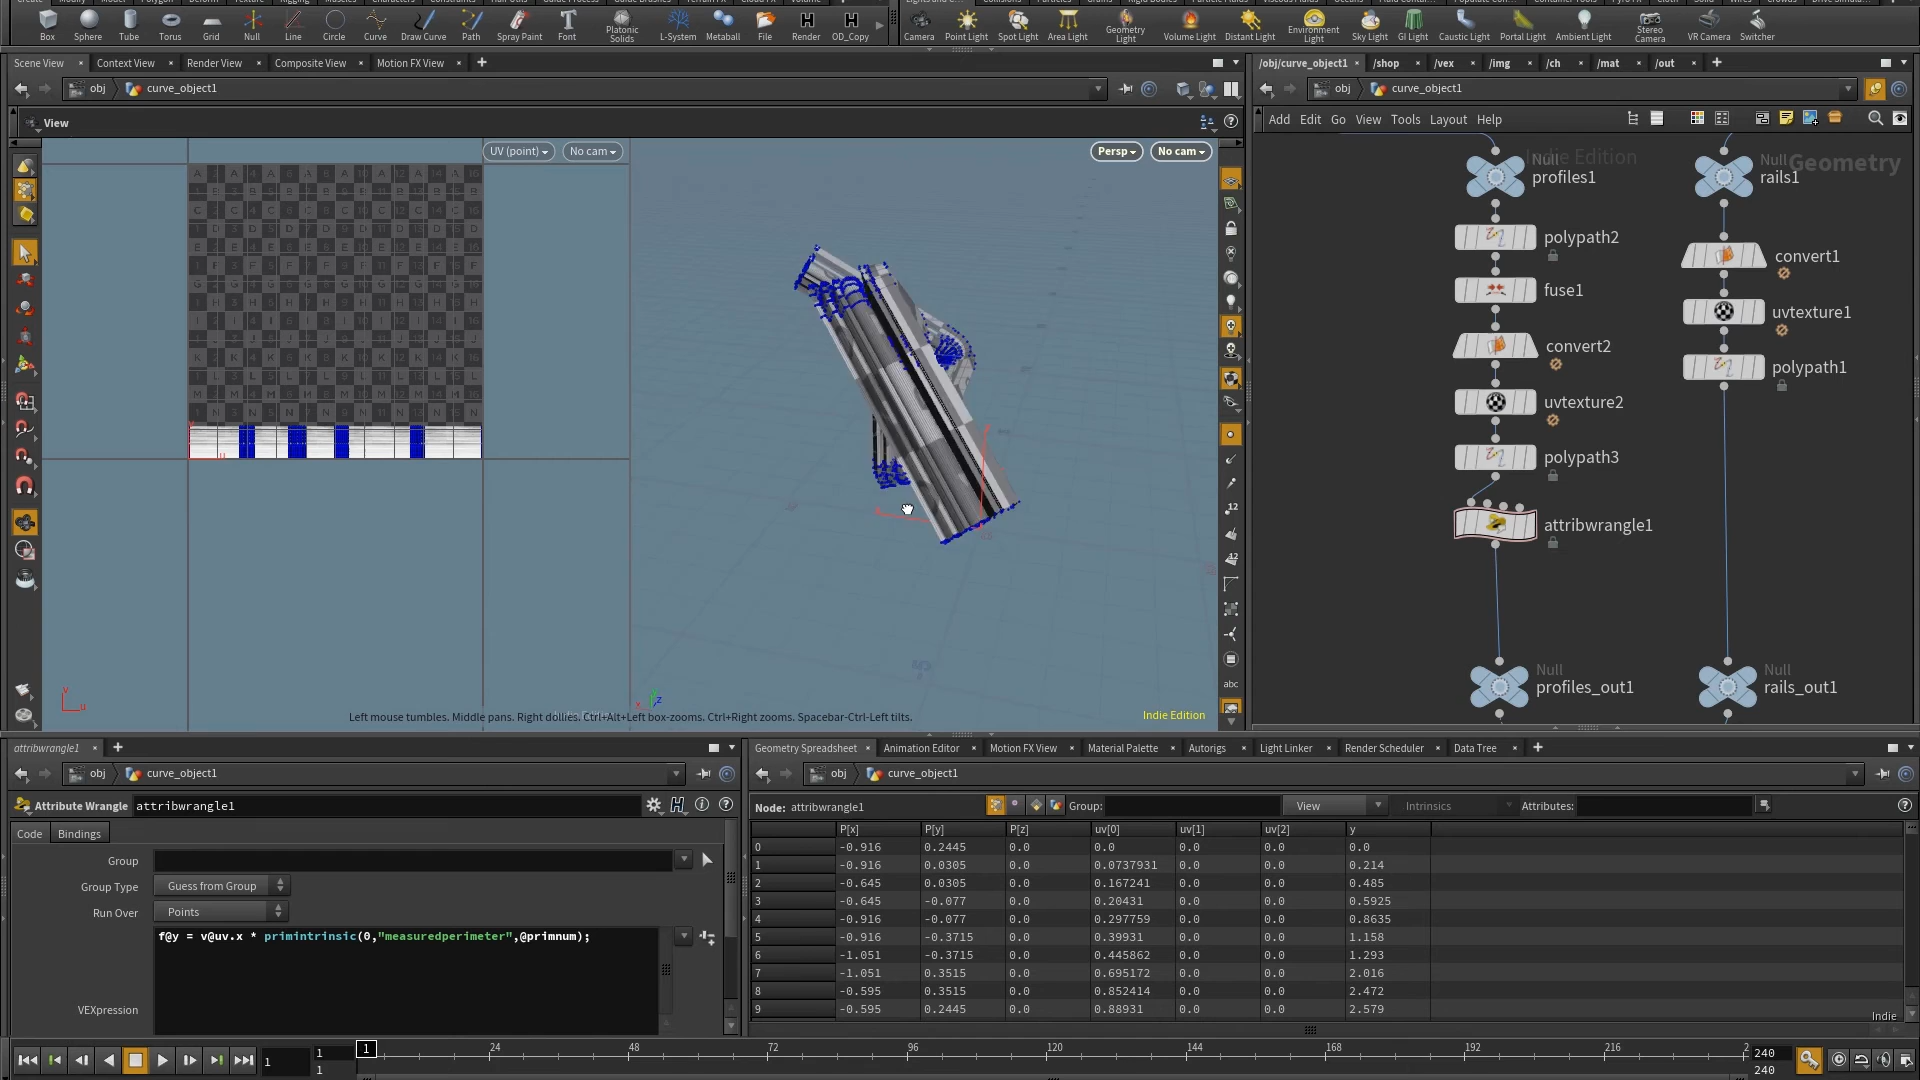 Box Sphere Tube Torus Grid Null Line Circle Curve Draw Curve Path Spray Paint Font Platonic Solids L-System Metaball File Render OD_Copy
Camera Point Light Spot Light Area Light Geometry Light Volume Light Distant Light Environment Light Sky Light GI Light Caustic Light Portal Light Ambient Light Stereo Camera VR Camera Switcher
Scene View Context View Render View Composite View Motion FX View
/obj/curve_object1 /shop /vex /img /ch /mat /out
obj curve_object1
obj curve_object1
View
Add Edit Go View Tools Layout Help
UV (point) No cam
Persp No cam
Indie Edition
Geometry
Null
profiles1
Null
rails1
polypath2
convert1
fuse1
uvtexture1
convert2
polypath1
uvtexture2
polypath3
attribwrangle1
Null
profiles_out1
Null
rails_out1
Left mouse tumbles. Middle pans. Right dollies. Ctrl+Alt+Left box-zooms. Ctrl+Right zooms. Spacebar-Ctrl-Left tilts.
Indie Edition
12
12
abc
attribwrangle1
obj curve_object1
Attribute Wrangle attribwrangle1
Code Bindings
Group
Group Type Guess from Group
Run Over Points
f@y = v@uv.x * primintrinsic(0,"measuredperimeter",@primnum);
VEXpression
Geometry Spreadsheet Animation Editor Motion FX View Material Palette Autorigs Light Linker Render Scheduler Data Tree
obj curve_object1
Node: attribwrangle1 Group: View Intrinsics Attributes:
P[x] P[y] P[z] uv[0] uv[1] uv[2] y
0 -0.916 0.2445 0.0 0.0 0.0 0.0 0.0
1 -0.916 0.0305 0.0 0.0737931 0.0 0.0 0.214
2 -0.645 0.0305 0.0 0.167241 0.0 0.0 0.485
3 -0.645 -0.077 0.0 0.20431 0.0 0.0 0.5925
4 -0.916 -0.077 0.0 0.297759 0.0 0.0 0.8635
5 -0.916 -0.3715 0.0 0.39931 0.0 0.0 1.158
6 -1.051 -0.3715 0.0 0.445862 0.0 0.0 1.293
7 -1.051 0.3515 0.0 0.695172 0.0 0.0 2.016
8 -0.595 0.3515 0.0 0.852414 0.0 0.0 2.472
9 -0.595 0.2445 0.0 0.88931 0.0 0.0 2.579
Indie
1 1 1 1 24 48 72 96 120 144 168 192 216 2 240 240